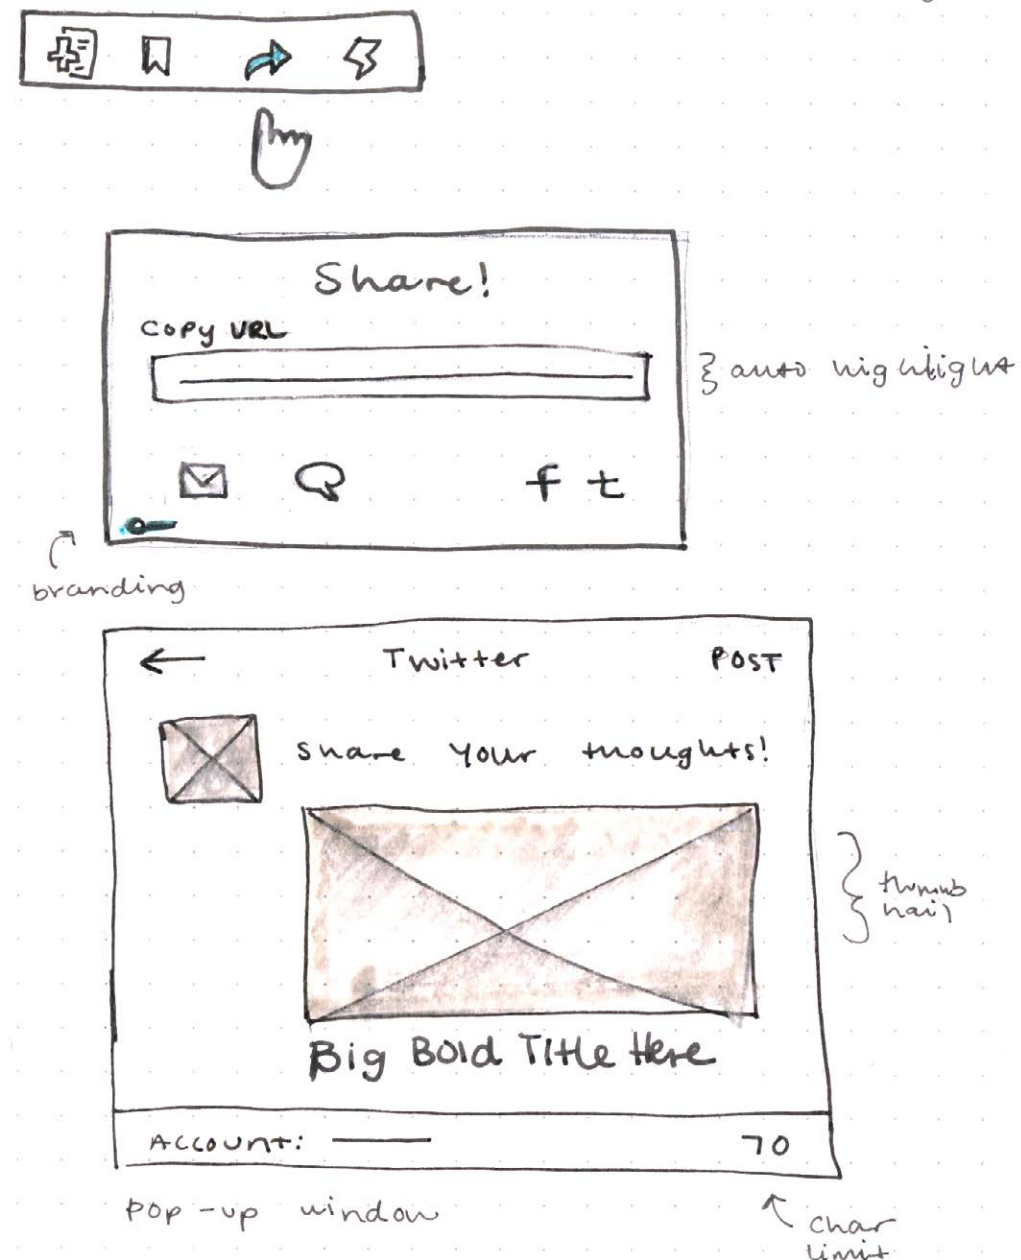 Share!
Copy URL
auto highlight
f t
branding
Twitter POST
Share your thoughts!
thumb
nail
Big Bold Title Here
Account: 70
pop-up window
char
limit